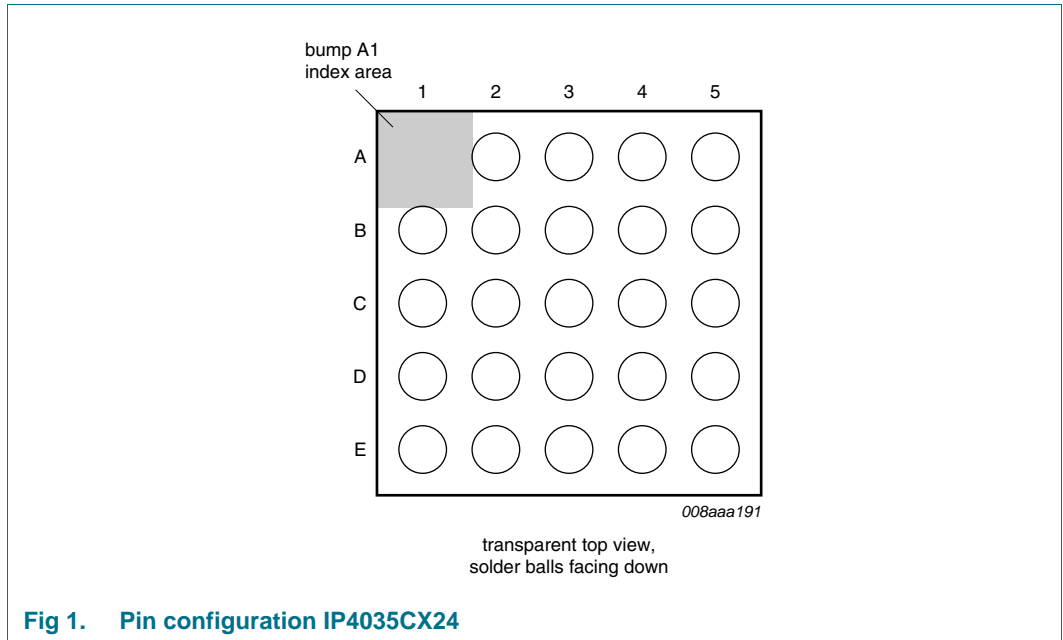 bump A1
index area
1 2 3 4 5
A
B
C
D
E
008aaa191
transparent top view,
solder balls facing down
Fig 1. Pin configuration IP4035CX24